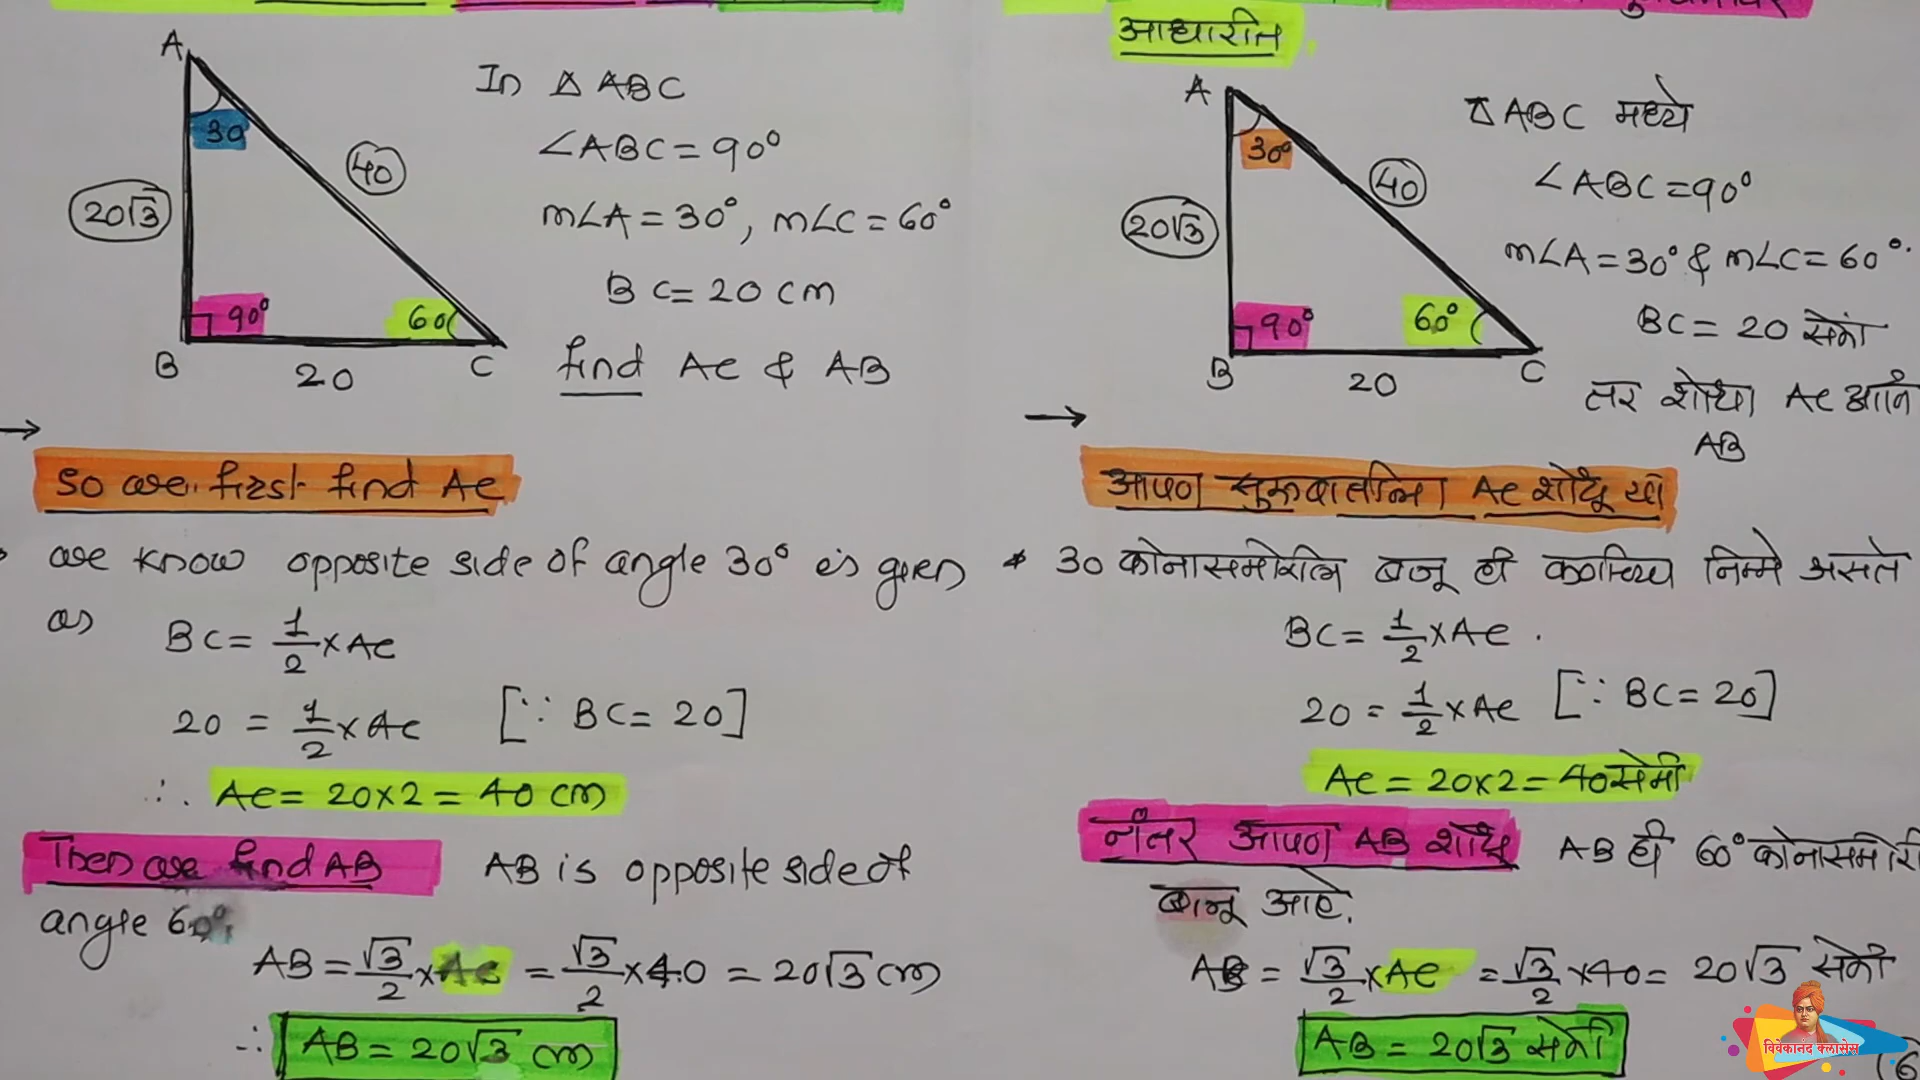 A
30
40
20√3
90°
60
B
20
C
In △ ABC
∠ABC = 90°
m∠A = 30°, m∠C = 60°
BC = 20 cm
find AC & AB
→
So we first find AC
we know opposite side of angle 30° is given
as
BC = 1/2 × AC
20 = 1/2 × AC [∵ BC = 20]
∴ AC = 20×2 = 40 cm
Then we find AB AB is opposite side of
angle 60°.
AB = √3/2 × AC = √3/2 × 40 = 20√3 cm
∴ AB = 20√3 cm
आधारीत
A
30°
40
20√3
90°
60°
B
20
C
△ABC मध्ये
∠ABC = 90°
m∠A = 30° & m∠C = 60°.
BC = 20 सेमी
तर शोधा AC आणि
AB
→
आपण सुरुवातीला AC शोधू या
* 30 कोनासमोरील बाजू ही कर्णाच्या निम्मे असते
BC = 1/2 × AC.
20 = 1/2 × AC [∵ BC = 20]
AC = 20×2 = 40 सेमी
नंतर आपण AB शोधू AB ही 60° कोनासमोरी
बाजू आहे.
AB = √3/2 × AC = √3/2 × 40 = 20√3 सेमी
AB = 20√3 सेमी
विवेकानंद क्लासेस
(6